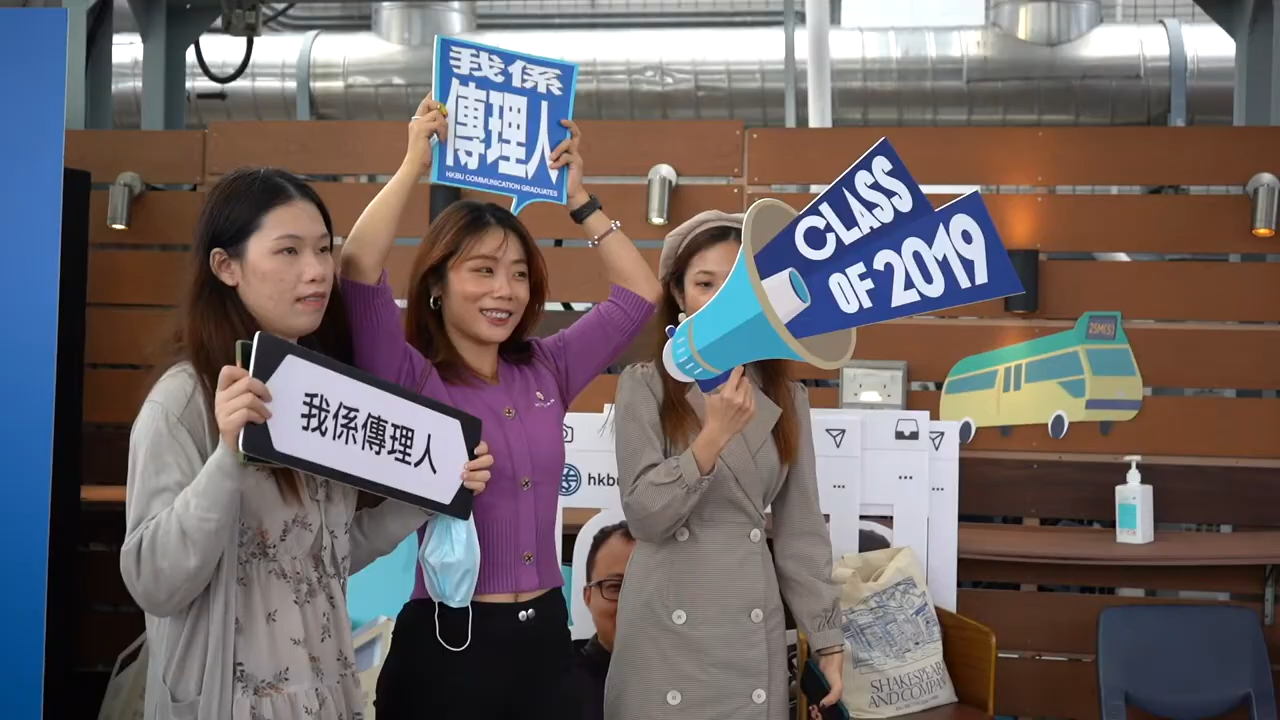 我係
傳理人
HKBU COMMUNICATION GRADUATES
CLASS
OF 2019
我係傳理人
hkbu
25M(S)
SHAKESPEARE
AND COMPANY